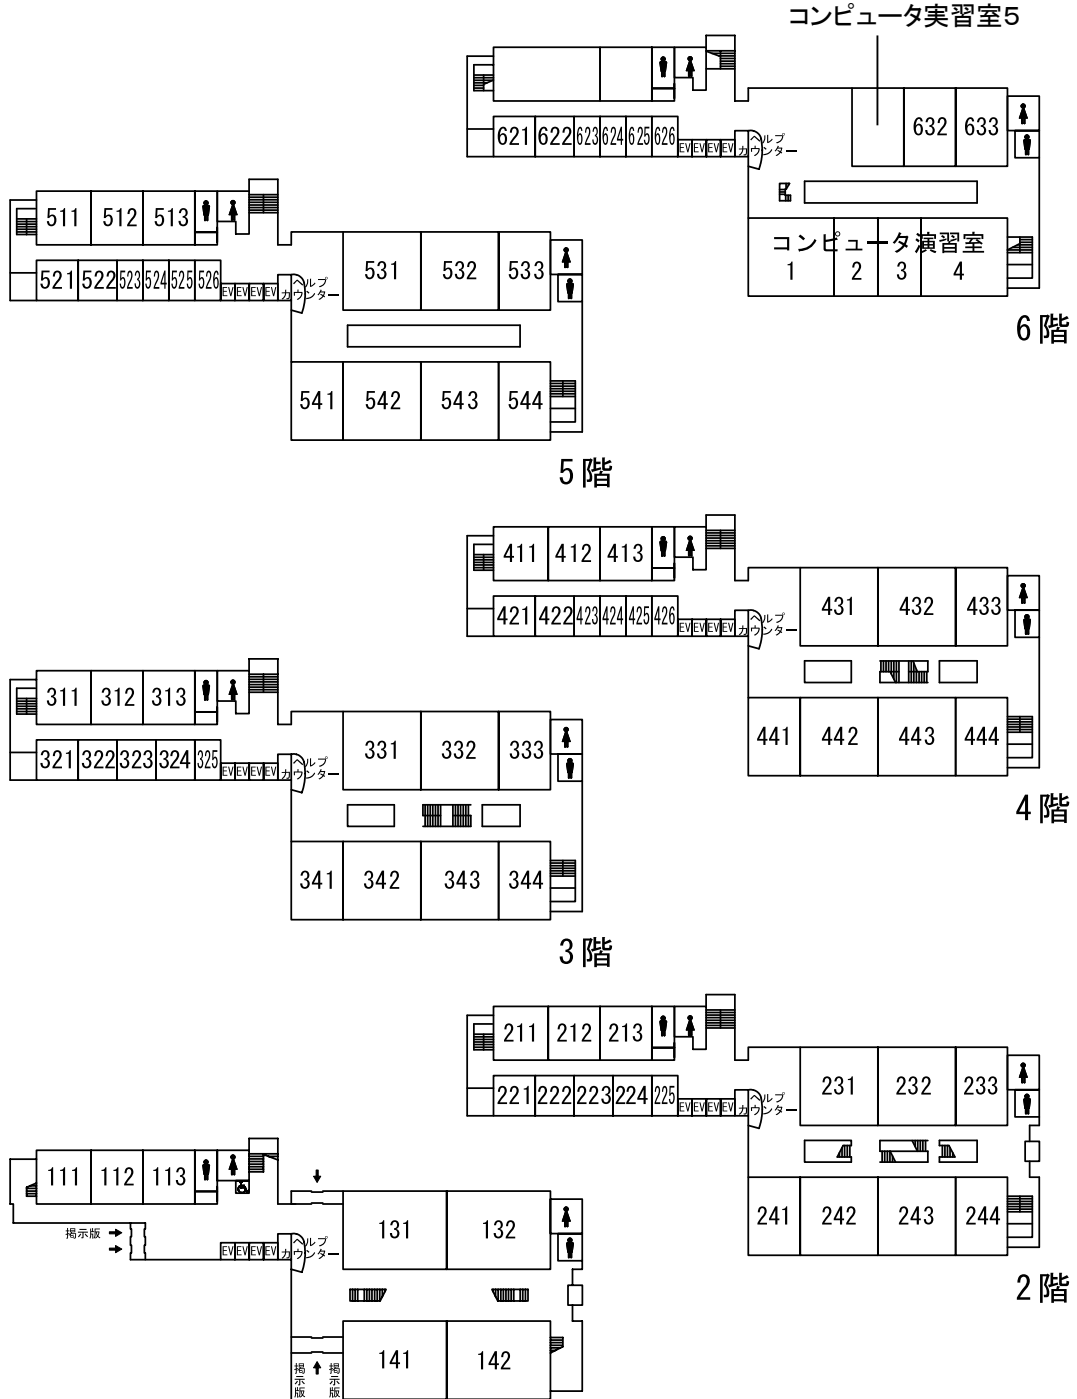 コンピュータ実習室5
632 633
621 622 623 624 625 626
EV EV EV EV
ヘルプ
カウンター
コンピュータ演習室
1 2 3 4
6階
511 512 513
521 522 523 524 525 526
EV EV EV EV
ヘルプ
カウンター
531 532 533
541 542 543 544
5階
411 412 413
421 422 423 424 425 426
EV EV EV EV
ヘルプ
カウンター
431 432 433
441 442 443 444
4階
311 312 313
321 322 323 324 325
EV EV EV EV
ヘルプ
カウンター
331 332 333
341 342 343 344
3階
211 212 213
221 222 223 224 225
EV EV EV EV
ヘルプ
カウンター
231 232 233
241 242 243 244
2階
111 112 113
掲示版
EV EV EV EV
ヘルプ
カウンター
131 132
141 142
掲示版
掲示版